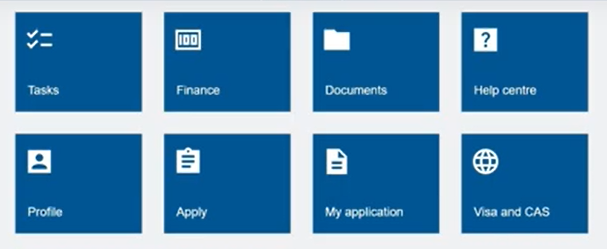 Tasks
Finance
Documents
Help centre
Profile
Apply
My application
Visa and CAS